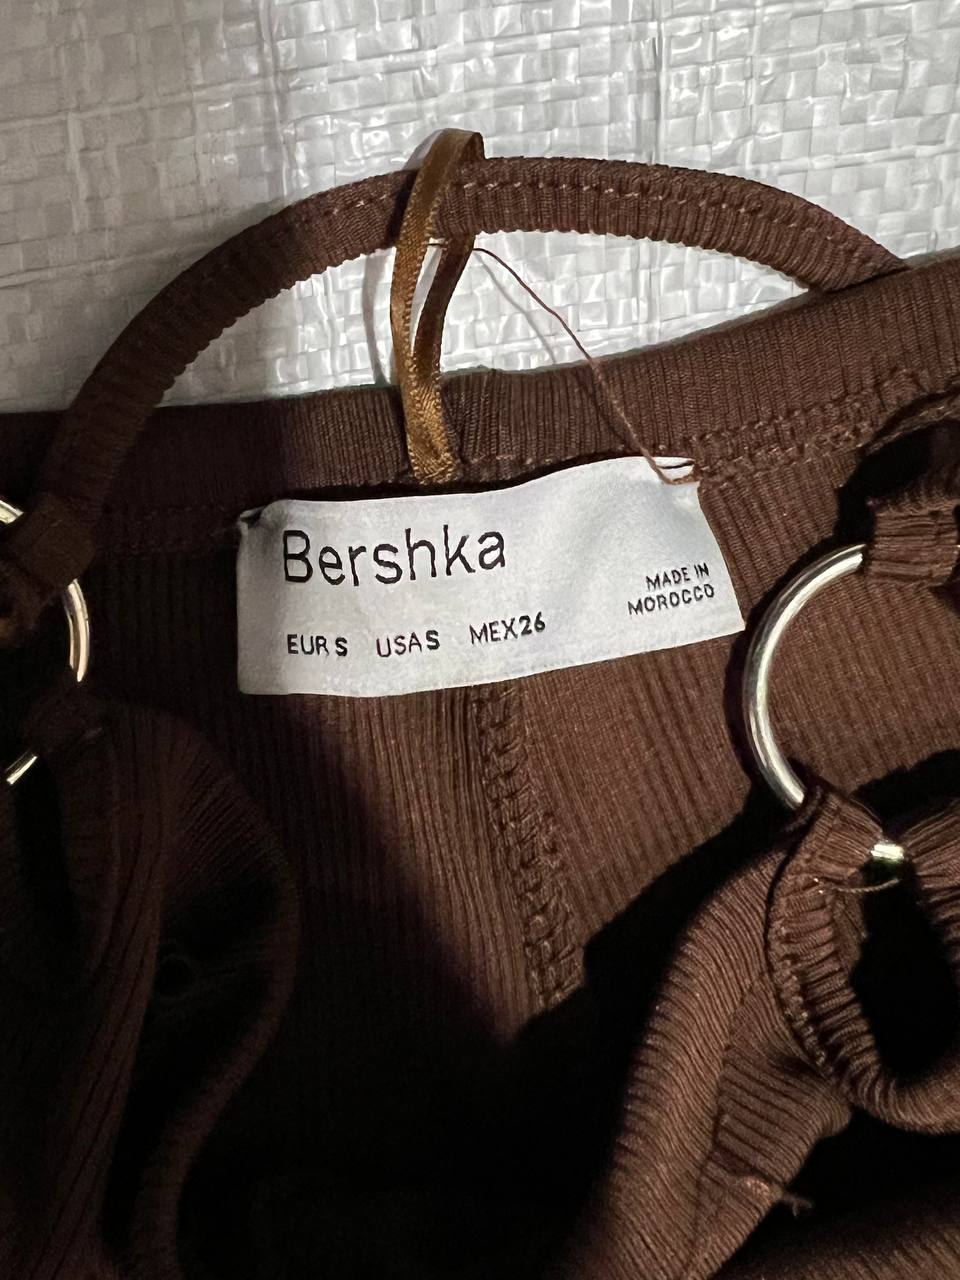 Bershka
MADE IN
MOROCCO
EUR S USA S MEX 26